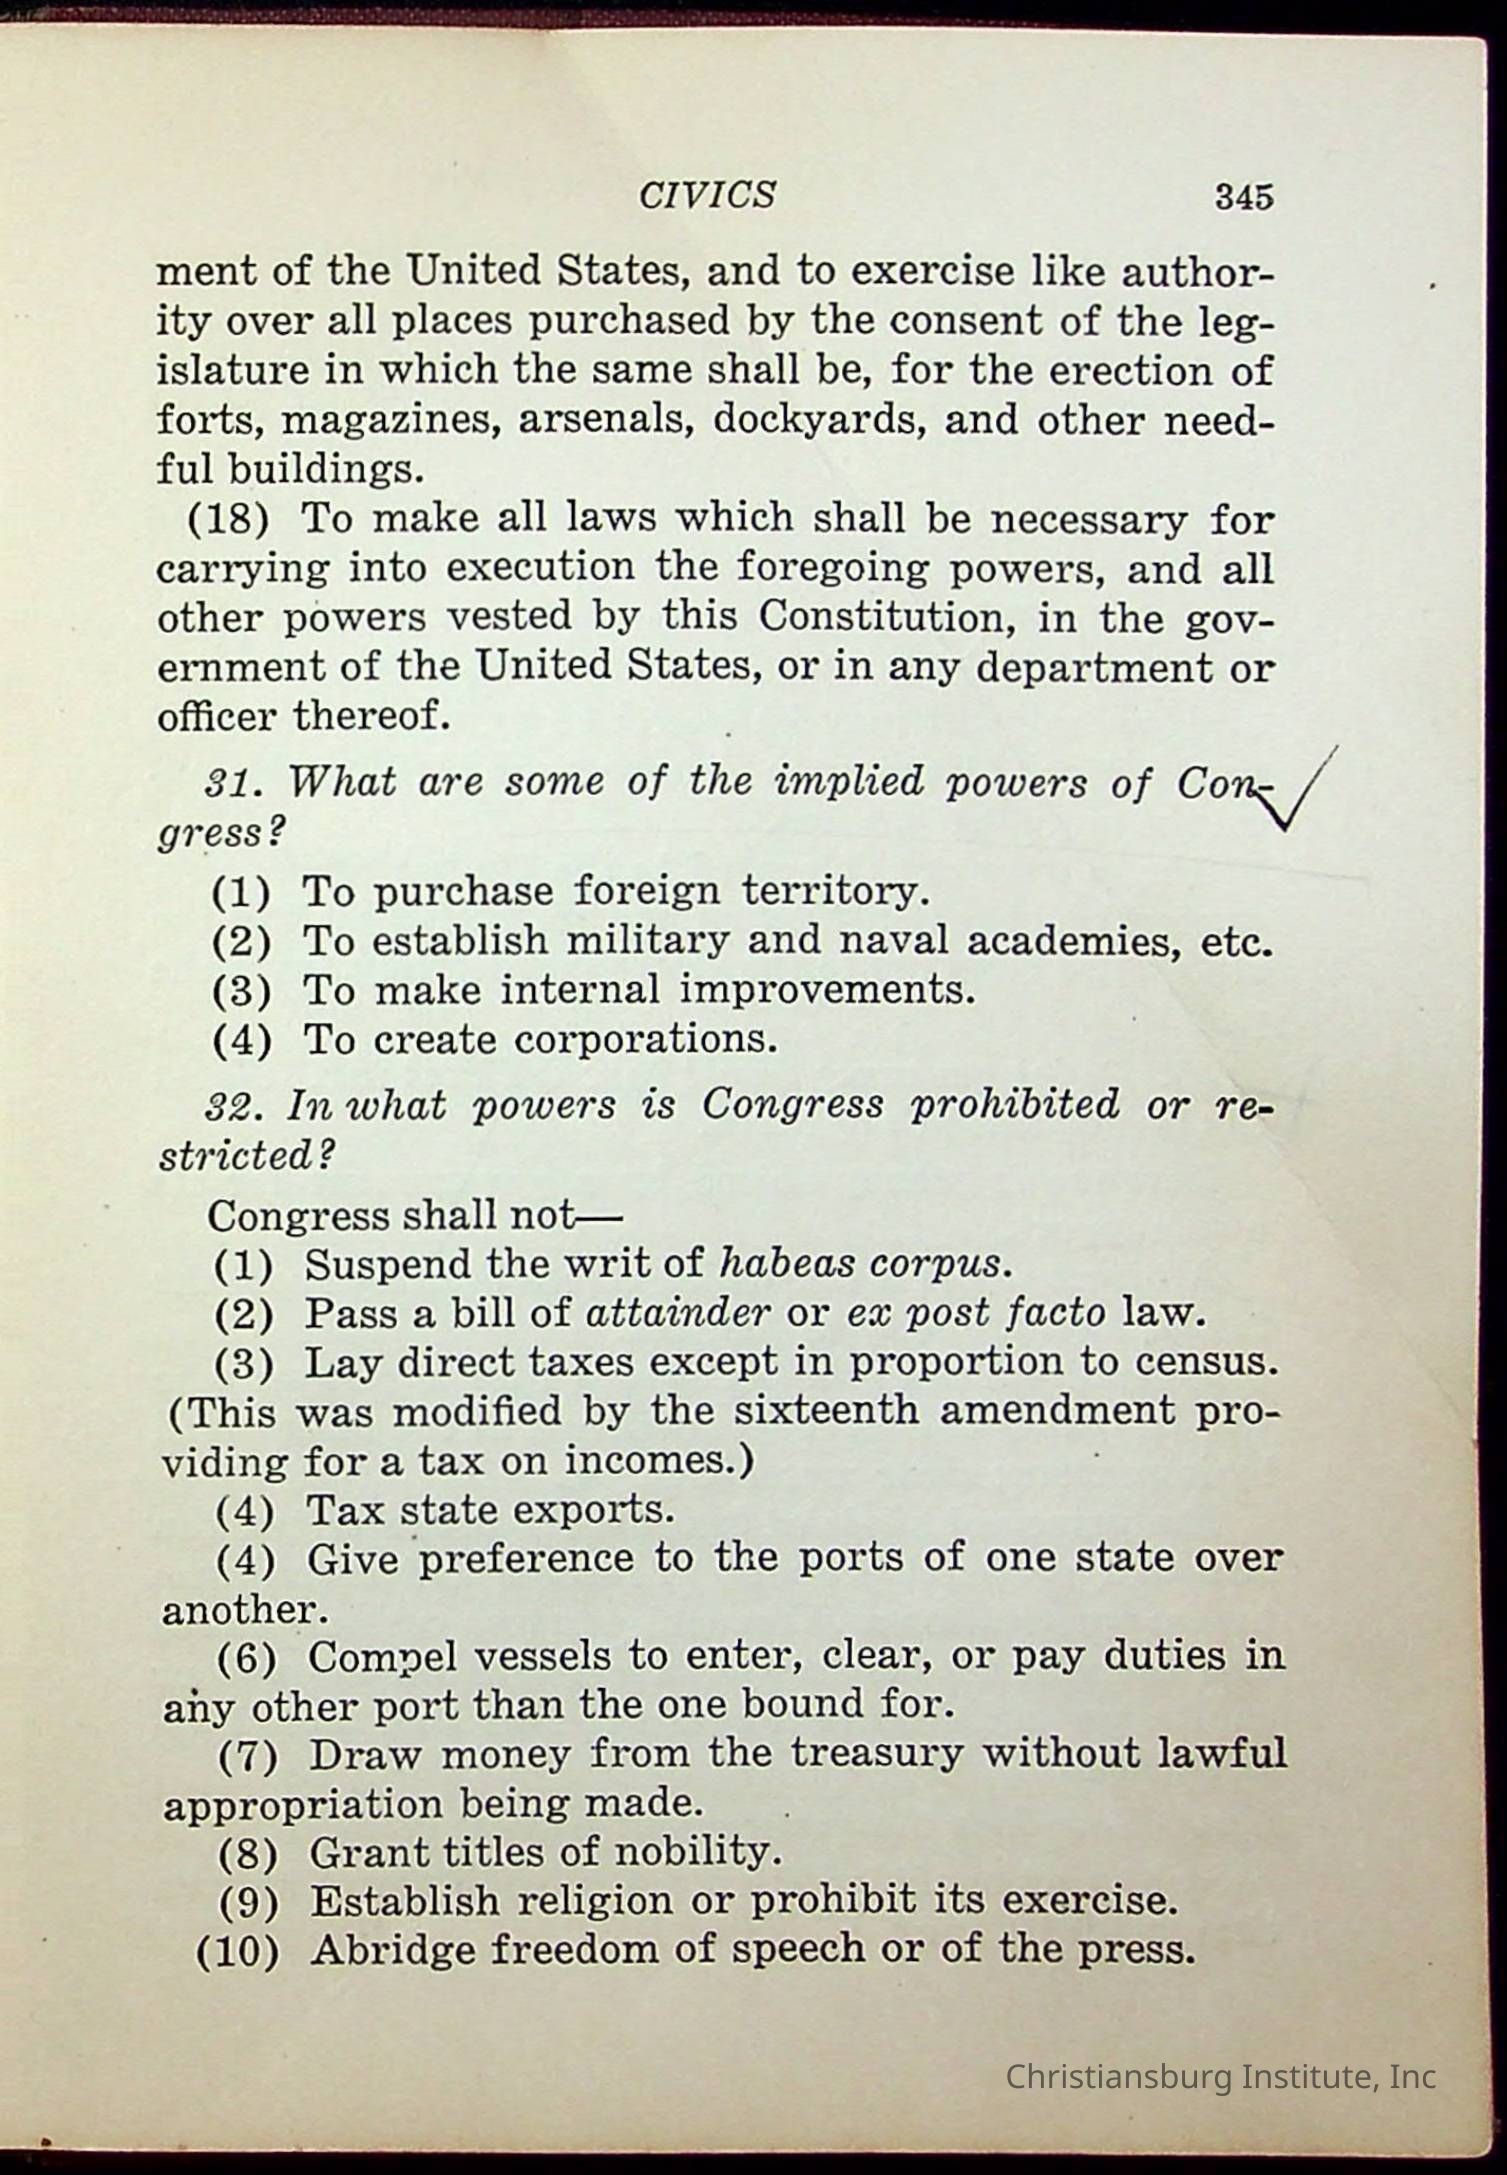 CIVICS 345
ment of the United States, and to exercise like author-
ity over all places purchased by the consent of the leg-
islature in which the same shall be, for the erection of
forts, magazines, arsenals, dockyards, and other need-
ful buildings.
(18) To make all laws which shall be necessary for
carrying into execution the foregoing powers, and all
other powers vested by this Constitution, in the gov-
ernment of the United States, or in any department or
officer thereof.
31. What are some of the implied powers of Con-
gress?
(1) To purchase foreign territory.
(2) To establish military and naval academies, etc.
(3) To make internal improvements.
(4) To create corporations.
32. In what powers is Congress prohibited or re-
stricted?
Congress shall not—
(1) Suspend the writ of habeas corpus.
(2) Pass a bill of attainder or ex post facto law.
(3) Lay direct taxes except in proportion to census.
(This was modified by the sixteenth amendment pro-
viding for a tax on incomes.)
(4) Tax state exports.
(4) Give preference to the ports of one state over
another.
(6) Compel vessels to enter, clear, or pay duties in
any other port than the one bound for.
(7) Draw money from the treasury without lawful
appropriation being made.
(8) Grant titles of nobility.
(9) Establish religion or prohibit its exercise.
(10) Abridge freedom of speech or of the press.
Christiansburg Institute, Inc